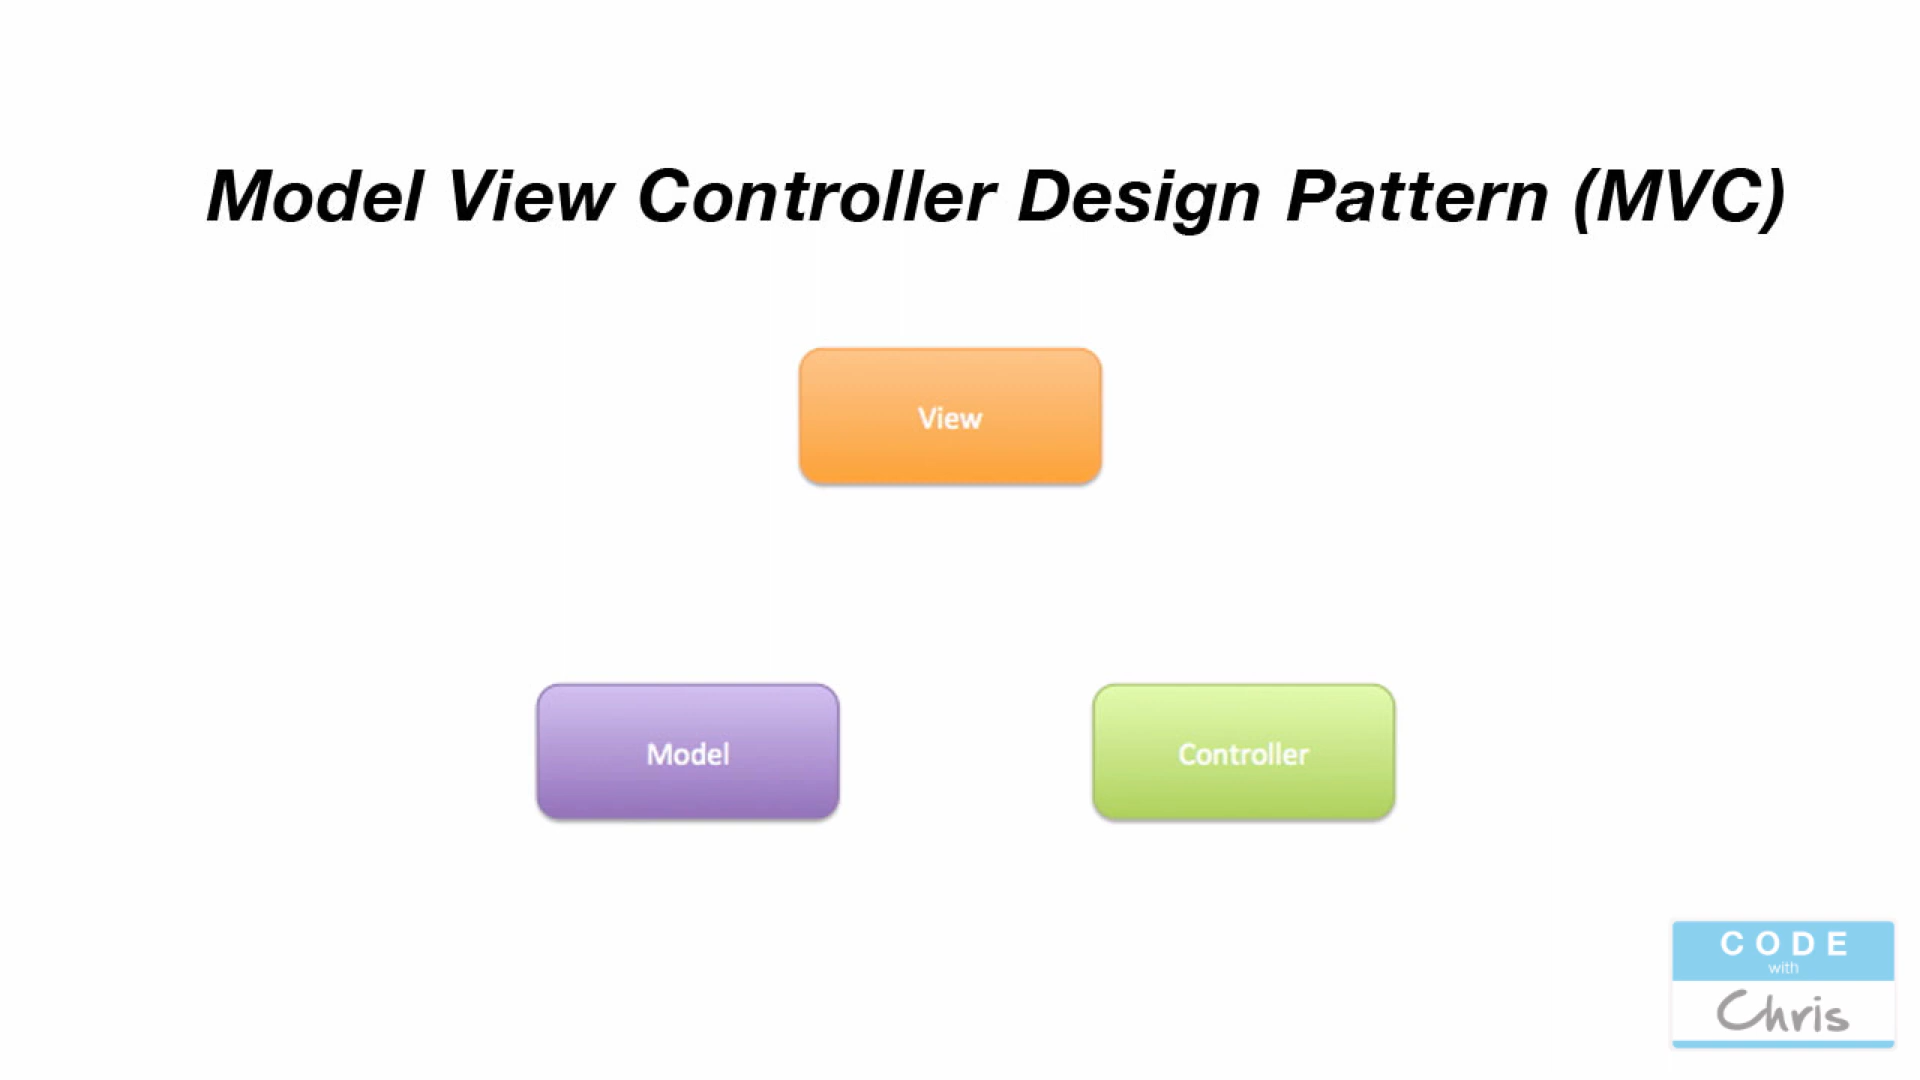 Model View Controller Design Pattern (MVC)
View
Model
Controller
CODE
with
Chris